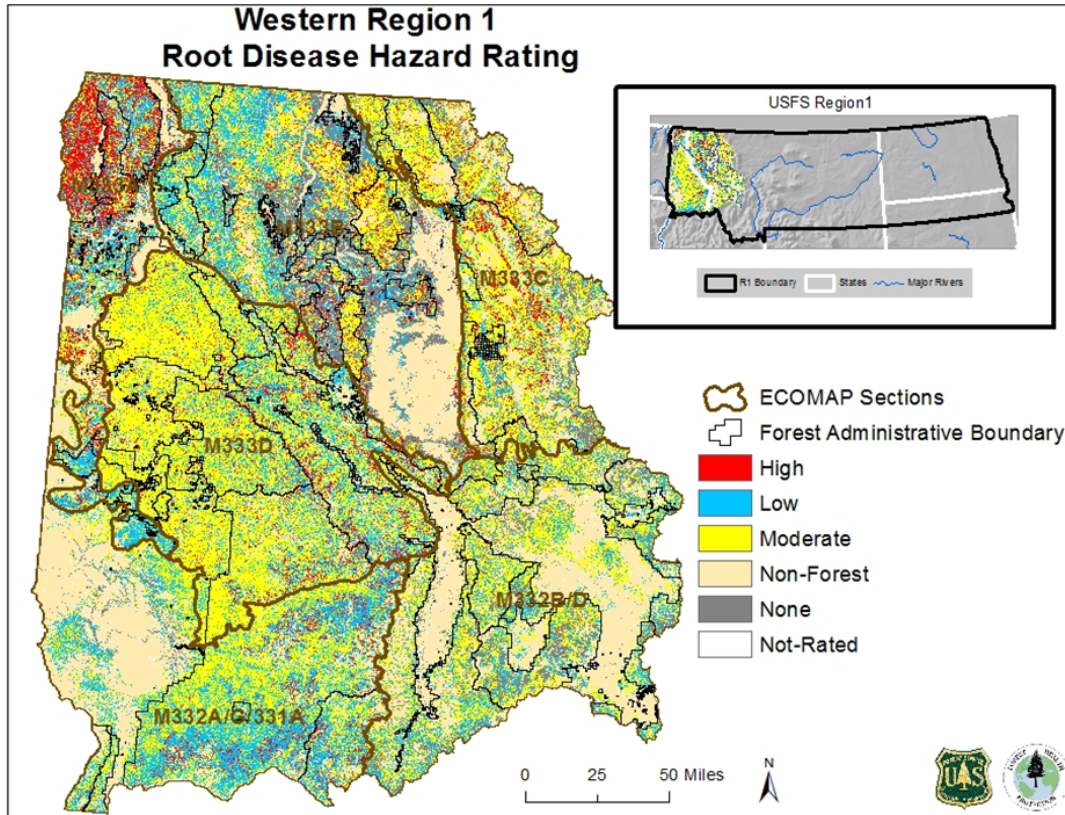 Western Region 1
Root Disease Hazard Rating
USFS Region1
R1 Boundary
States
Major Rivers
M333B
M333C
M333D
M332B/D
M332A/G/331A
ECOMAP Sections
Forest Administrative Boundary
High
Low
Moderate
Non-Forest
None
Not-Rated
0 25 50 Miles
N
U S